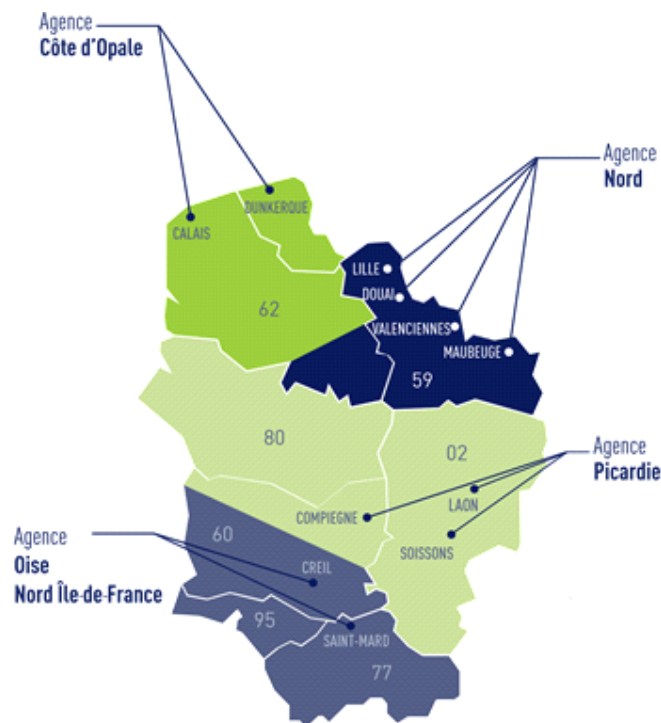 Agence
Côte d'Opale
DUNKERQUE
CALAIS
Agence
Nord
LILLE
DOUAI
VALENCIENNES
MAUBEUGE
62
59
80
02
Agence
Picardie
LAON
COMPIEGNE
SOISSONS
60
Agence
Oise
Nord Île-de-France
CREIL
95
SAINT-MARD
77